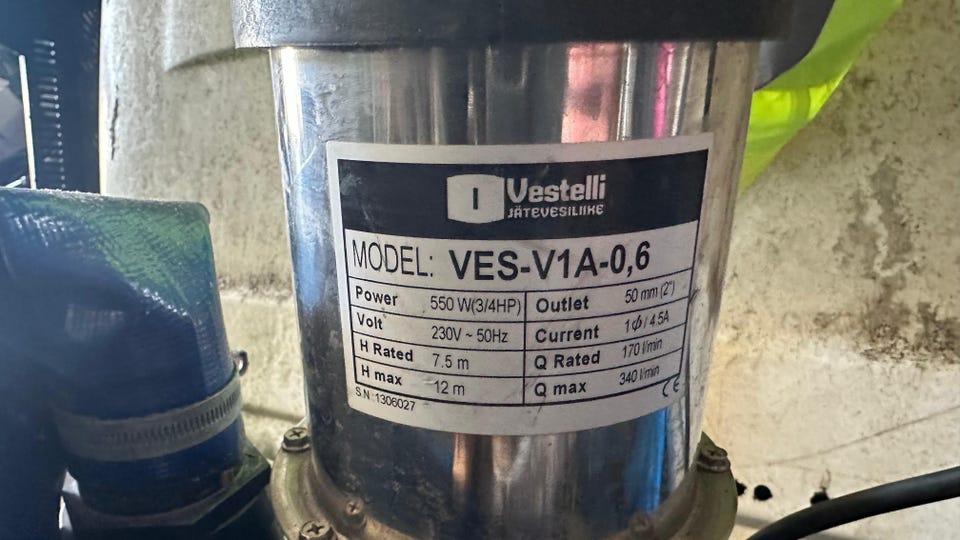 Vestelli
JÄTEVESILIIKE
MODEL: VES-V1A-0,6
Power 550 W(3/4HP) Outlet 50 mm (2")
Volt 230V ~ 50Hz Current 1ϕ/ 4.5A
H Rated 7.5 m Q Rated 170 l/min
H max 12 m Q max 340 l/min
S.N.:1306027 CE